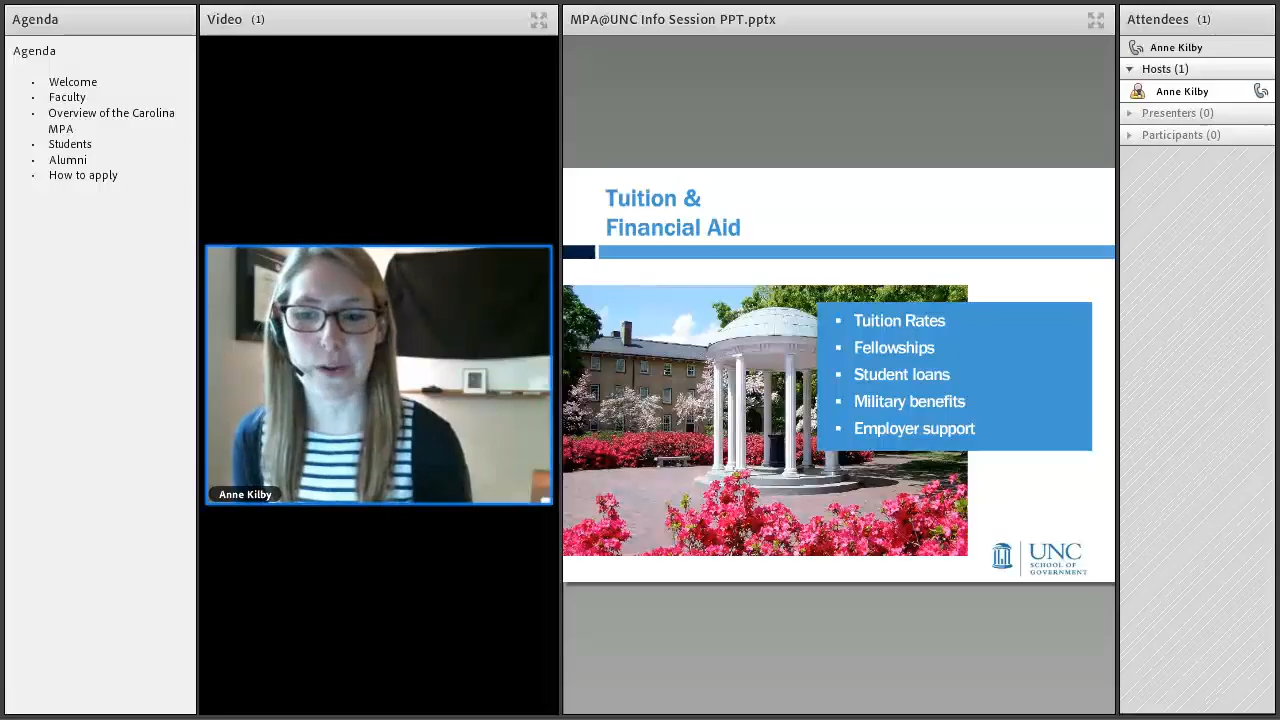 Agenda
Agenda
• Welcome
• Faculty
• Overview of the Carolina
MPA
• Students
• Alumni
• How to apply
Video (1)
Anne Kilby
MPA@UNC Info Session PPT.pptx
Tuition &
Financial Aid
▪ Tuition Rates
▪ Fellowships
▪ Student loans
▪ Military benefits
▪ Employer support
UNC
SCHOOL OF
GOVERNMENT
Attendees (1)
Anne Kilby
Hosts (1)
Anne Kilby
Presenters (0)
Participants (0)